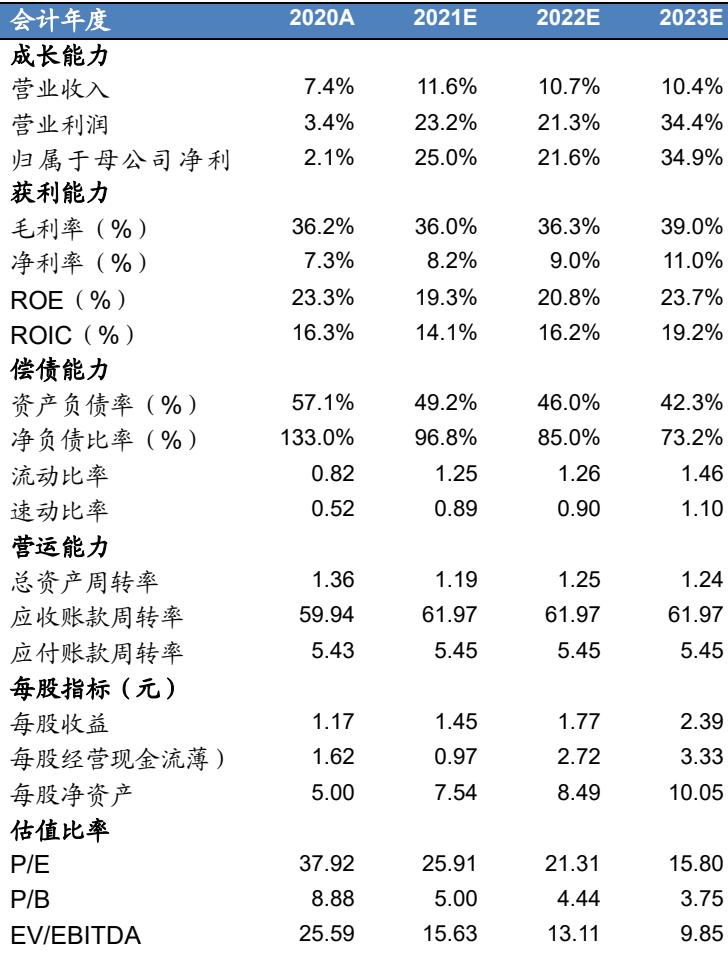 会计年度 2020A 2021E 2022E 2023E
成长能力
营业收入 7.4% 11.6% 10.7% 10.4%
营业利润 3.4% 23.2% 21.3% 34.4%
归属于母公司净利 2.1% 25.0% 21.6% 34.9%
获利能力
毛利率（%） 36.2% 36.0% 36.3% 39.0%
净利率（%） 7.3% 8.2% 9.0% 11.0%
ROE（%） 23.3% 19.3% 20.8% 23.7%
ROIC（%） 16.3% 14.1% 16.2% 19.2%
偿债能力
资产负债率（%） 57.1% 49.2% 46.0% 42.3%
净负债比率（%） 133.0% 96.8% 85.0% 73.2%
流动比率 0.82 1.25 1.26 1.46
速动比率 0.52 0.89 0.90 1.10
营运能力
总资产周转率 1.36 1.19 1.25 1.24
应收账款周转率 59.94 61.97 61.97 61.97
应付账款周转率 5.43 5.45 5.45 5.45
每股指标（元）
每股收益 1.17 1.45 1.77 2.39
每股经营现金流薄） 1.62 0.97 2.72 3.33
每股净资产 5.00 7.54 8.49 10.05
估值比率
P/E 37.92 25.91 21.31 15.80
P/B 8.88 5.00 4.44 3.75
EV/EBITDA 25.59 15.63 13.11 9.85